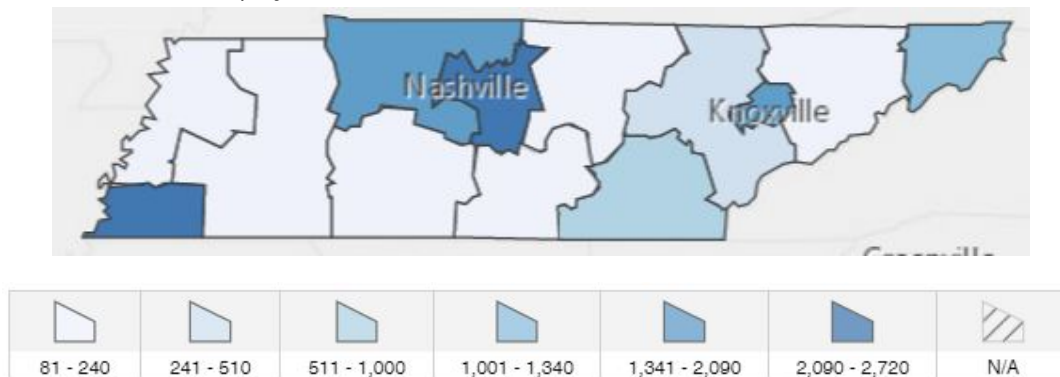 Nashville
Knoxville
81 - 240
241 - 510
511 - 1,000
1,001 - 1,340
1,341 - 2,090
2,090 - 2,720
N/A